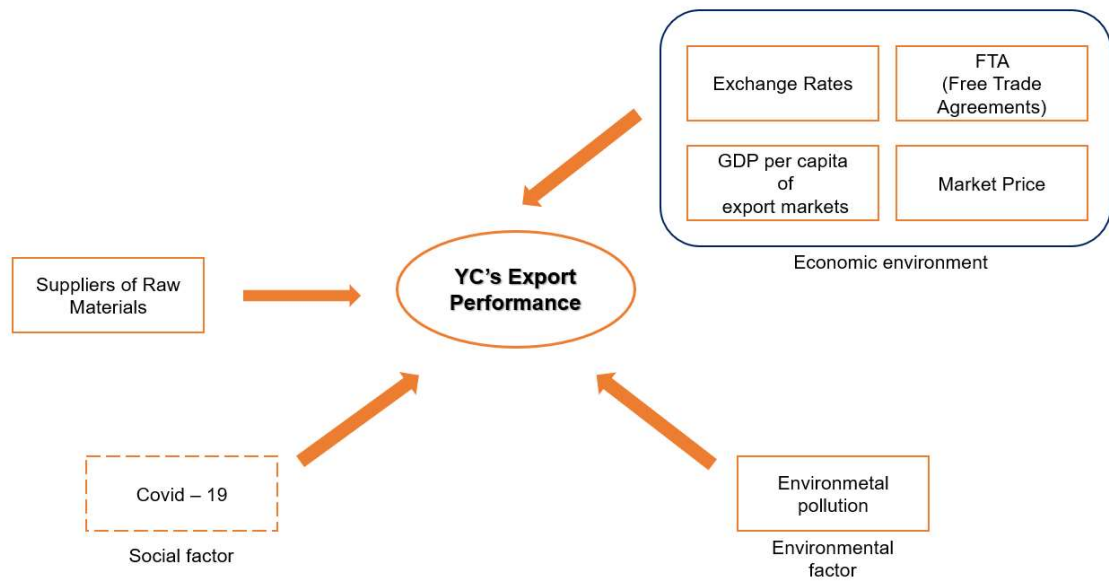 Exchange Rates
FTA
(Free Trade
Agreements)
GDP per capita
of
export markets
Market Price
Economic environment
YC's Export
Performance
Suppliers of Raw
Materials
Covid – 19
Social factor
Environmetal
pollution
Environmental
factor